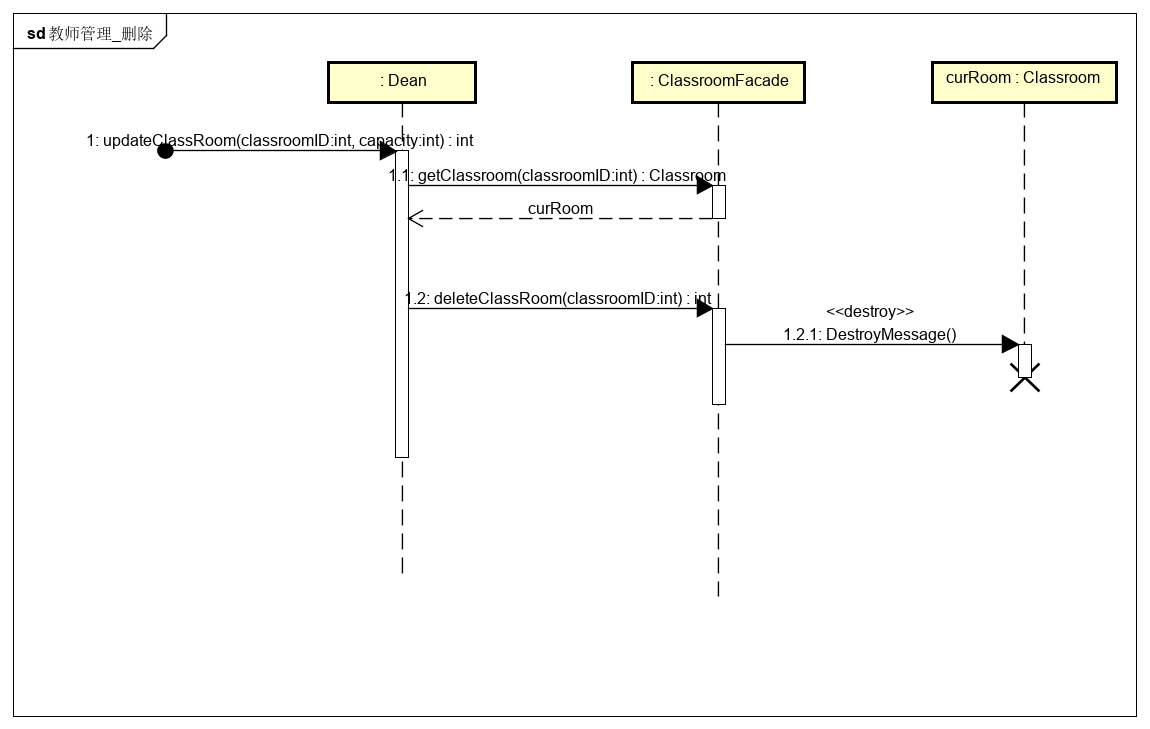 sd 教师管理_删除
: Dean
: ClassroomFacade
curRoom : Classroom
1: updateClassRoom(classroomID:int, capacity:int) : int
1.1: getClassroom(classroomID:int) : Classroom
curRoom
1.2: deleteClassRoom(classroomID:int) : int
<<destroy>>
1.2.1: DestroyMessage()